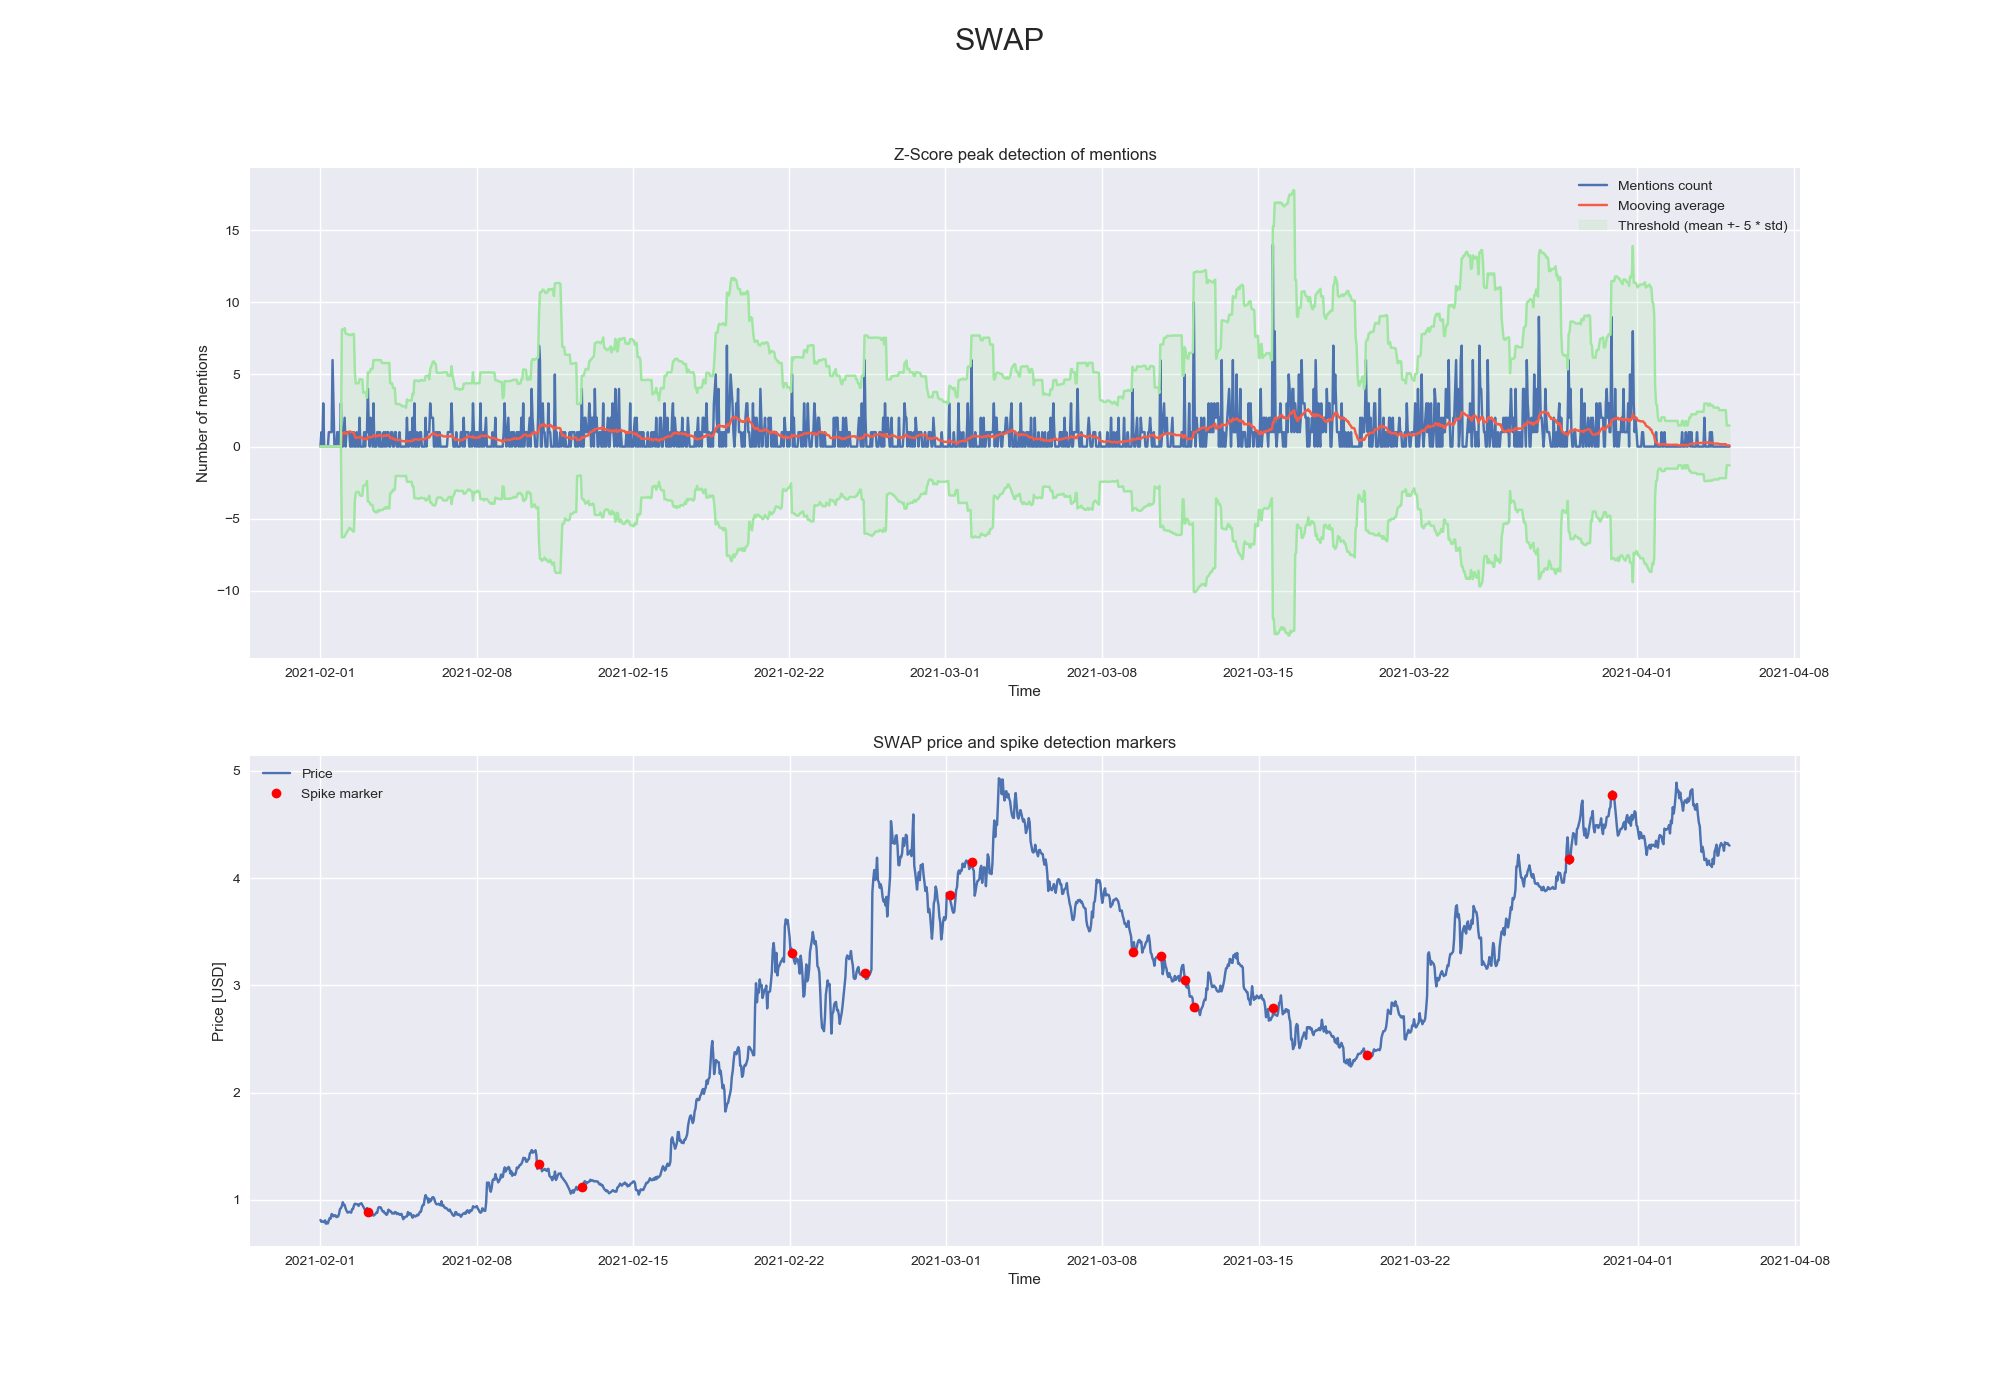 SWAP
Z-Score peak detection of mentions
Mentions count
Mooving average
Threshold (mean +- 5 * std)
Number of mentions
15
10
5
0
−5
−10
2021-02-01 2021-02-08 2021-02-15 2021-02-22 2021-03-01 2021-03-08 2021-03-15 2021-03-22 2021-04-01 2021-04-08
Time
SWAP price and spike detection markers
Price
Spike marker
Price [USD]
5
4
3
2
1
2021-02-01 2021-02-08 2021-02-15 2021-02-22 2021-03-01 2021-03-08 2021-03-15 2021-03-22 2021-04-01 2021-04-08
Time